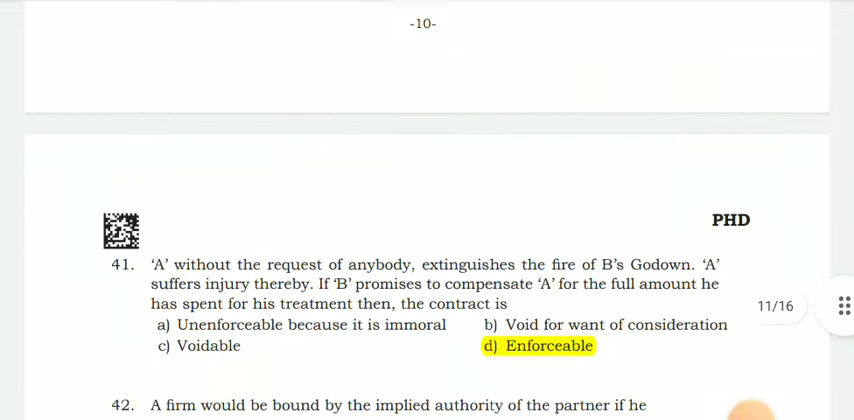 -10-
PHD
41. ‘A’ without the request of anybody, extinguishes the fire of B’s Godown. ‘A’
suffers injury thereby. If ‘B’ promises to compensate ‘A’ for the full amount he
has spent for his treatment then, the contract is
11/16
a) Unenforceable because it is immoral b) Void for want of consideration
c) Voidable d) Enforceable
42. A firm would be bound by the implied authority of the partner if he